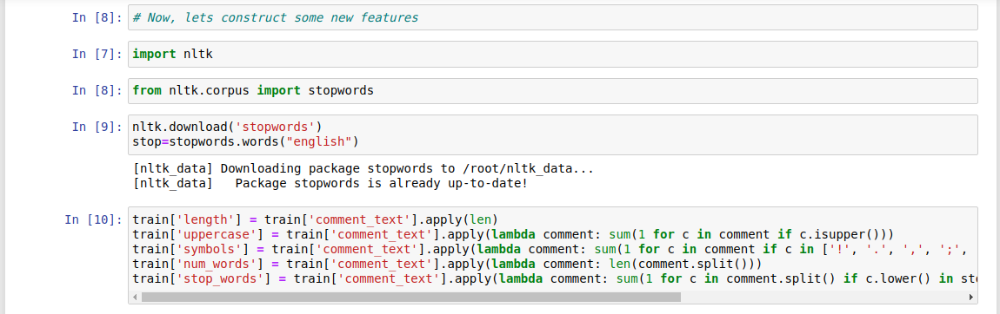 In [8]: # Now, lets construct some new features
In [7]: import nltk
In [8]: from nltk.corpus import stopwords
In [9]: nltk.download('stopwords')
stop=stopwords.words("english")
[nltk_data] Downloading package stopwords to /root/nltk_data...
[nltk_data]   Package stopwords is already up-to-date!
In [10]: train['length'] = train['comment_text'].apply(len)
train['uppercase'] = train['comment_text'].apply(lambda comment: sum(1 for c in comment if c.isupper()))
train['symbols'] = train['comment_text'].apply(lambda comment: sum(1 for c in comment if c in ['!', '.', ',', ';',
train['num_words'] = train['comment_text'].apply(lambda comment: len(comment.split()))
train['stop_words'] = train['comment_text'].apply(lambda comment: sum(1 for c in comment.split() if c.lower() in